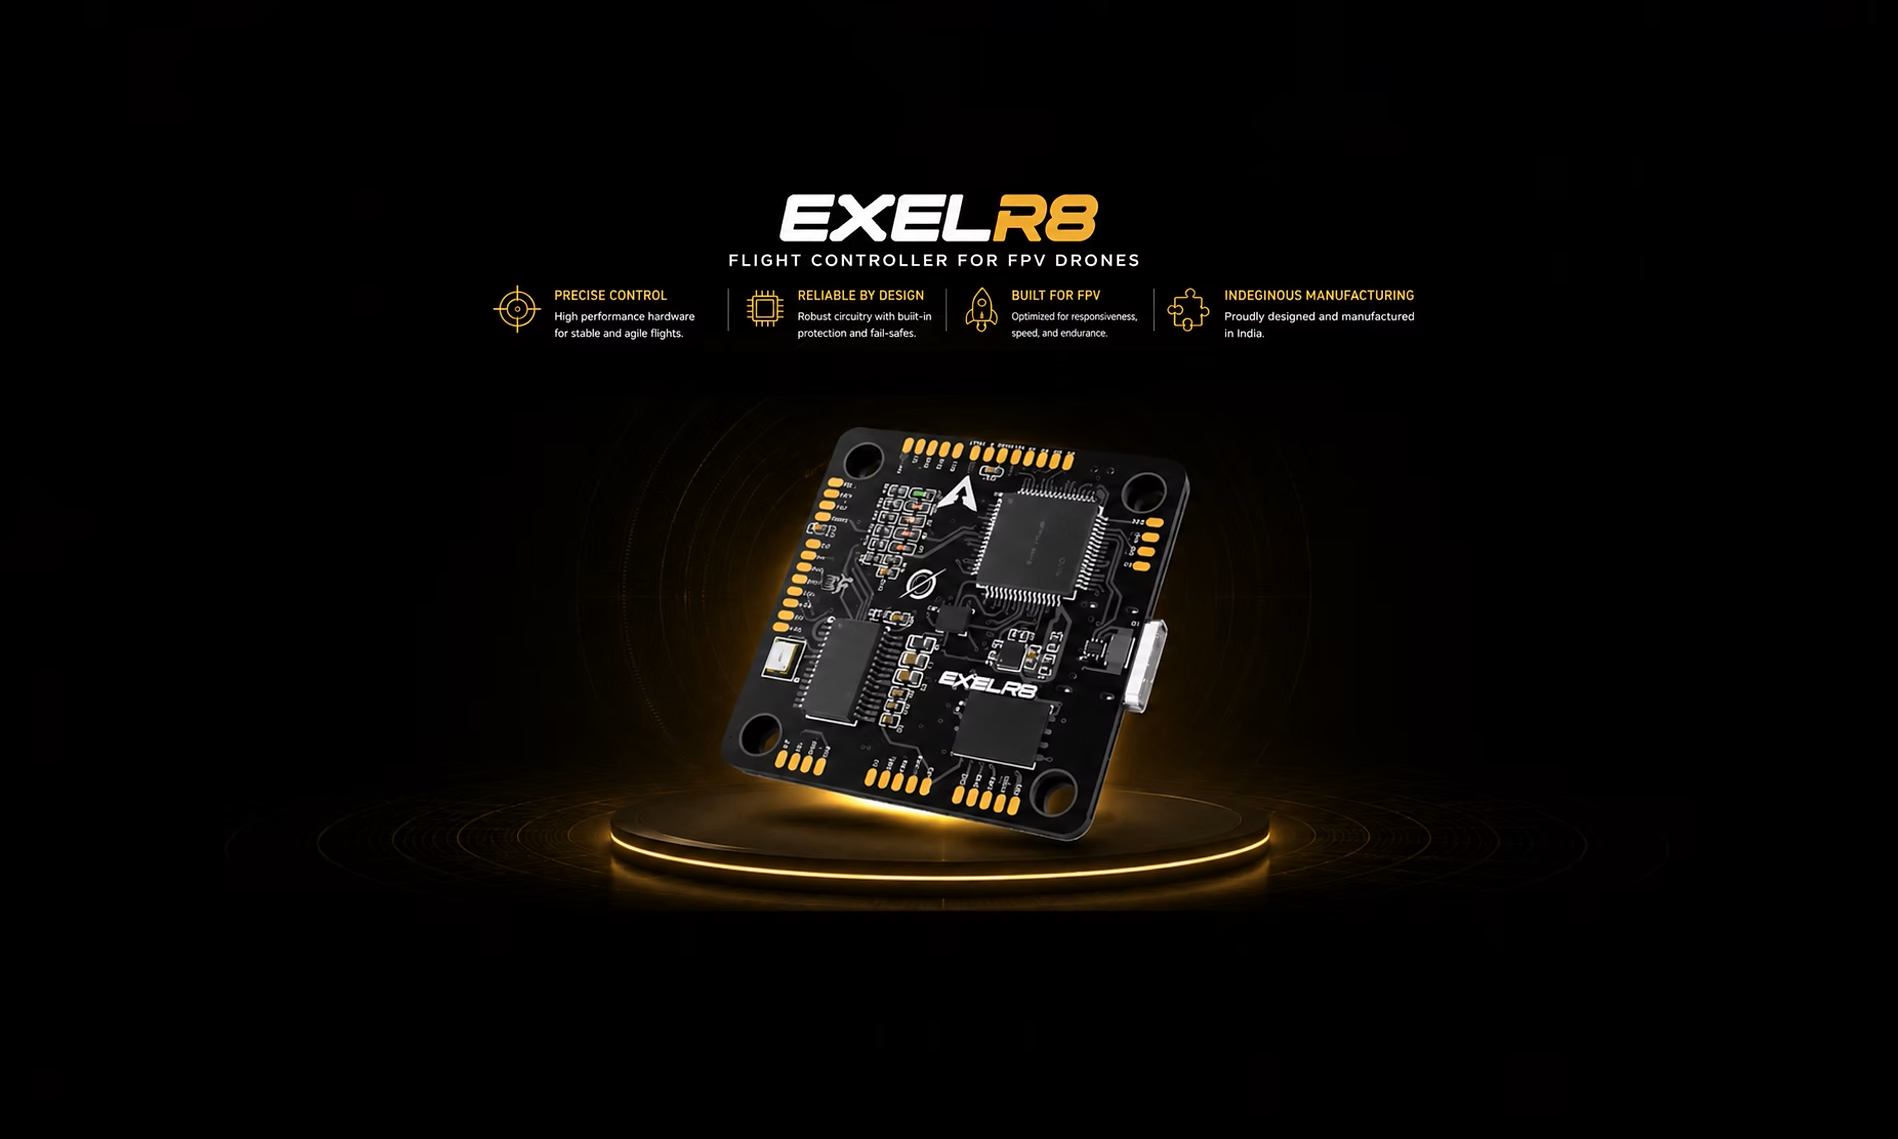 EXELR8
FLIGHT CONTROLLER FOR FPV DRONES
PRECISE CONTROL
High performance hardware
for stable and agile flights.
RELIABLE BY DESIGN
Robust circuitry with built-in
protection and fail-safes.
BUILT FOR FPV
Optimized for responsiveness,
speed, and endurance.
INDEGINOUS MANUFACTURING
Proudly designed and manufactured
in India.
EXELR8